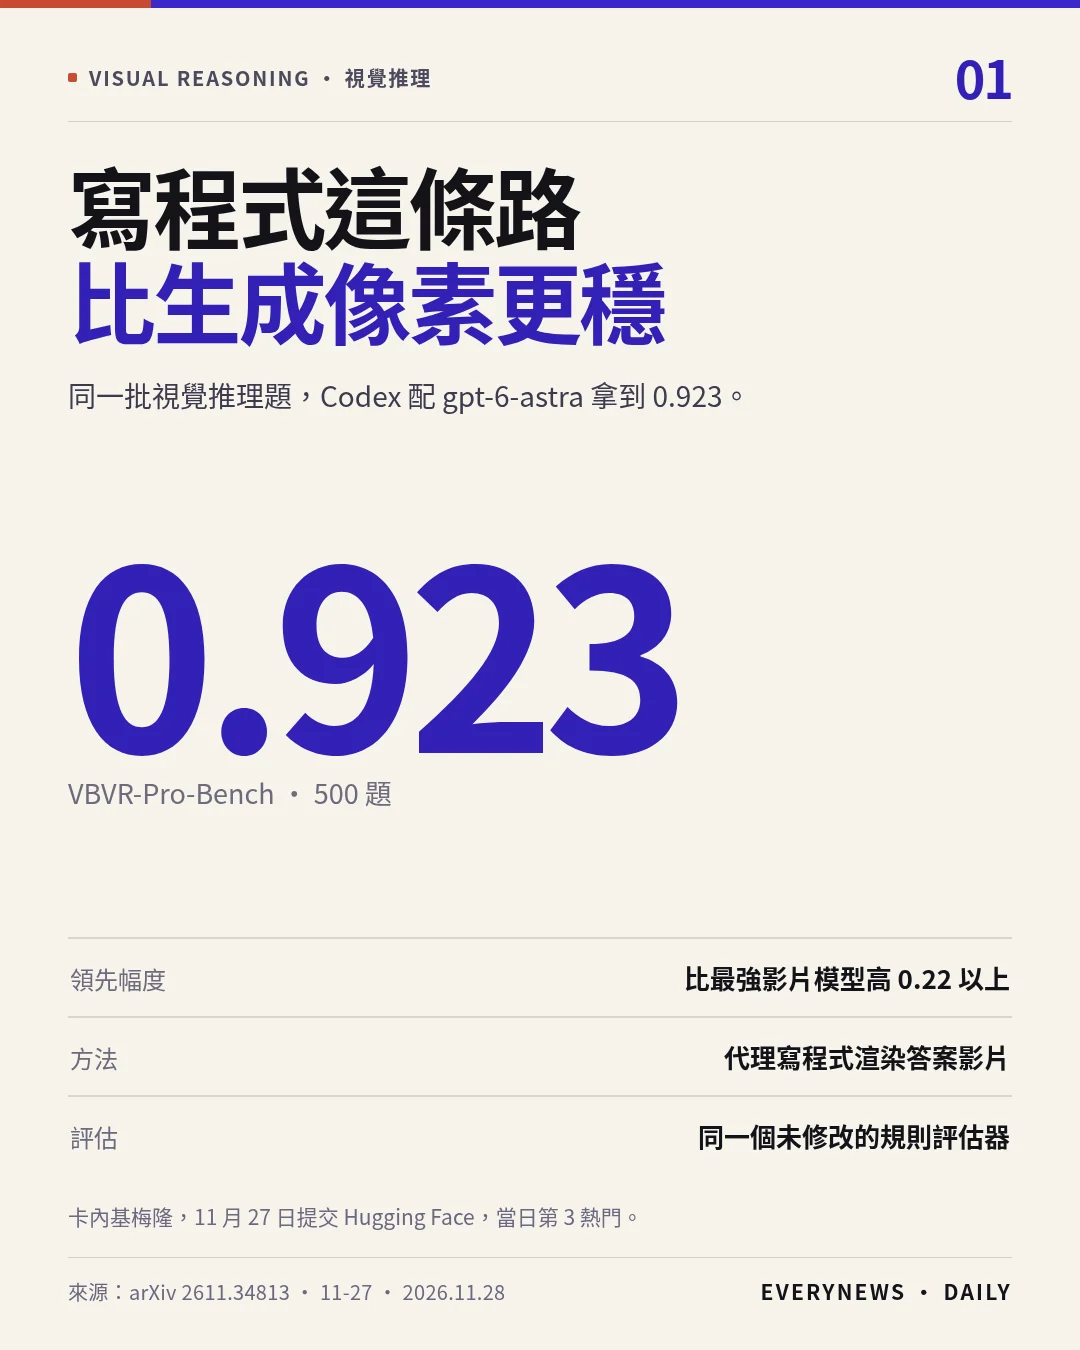 VISUAL REASONING • 視覺推理
01
寫程式這條路
比生成像素更穩
同一批視覺推理題，Codex 配 gpt-6-astra 拿到 0.923。
0.923
VBVR-Pro-Bench • 500 題
領先幅度
比最強影片模型高 0.22 以上
方法
代理寫程式渲染答案影片
評估
同一個未修改的規則評估器
卡內基梅隆，11 月 27 日提交 Hugging Face，當日第 3 熱門。
來源：arXiv 2611.34813 • 11-27 • 2026.11.28
EVERYNEWS • DAILY